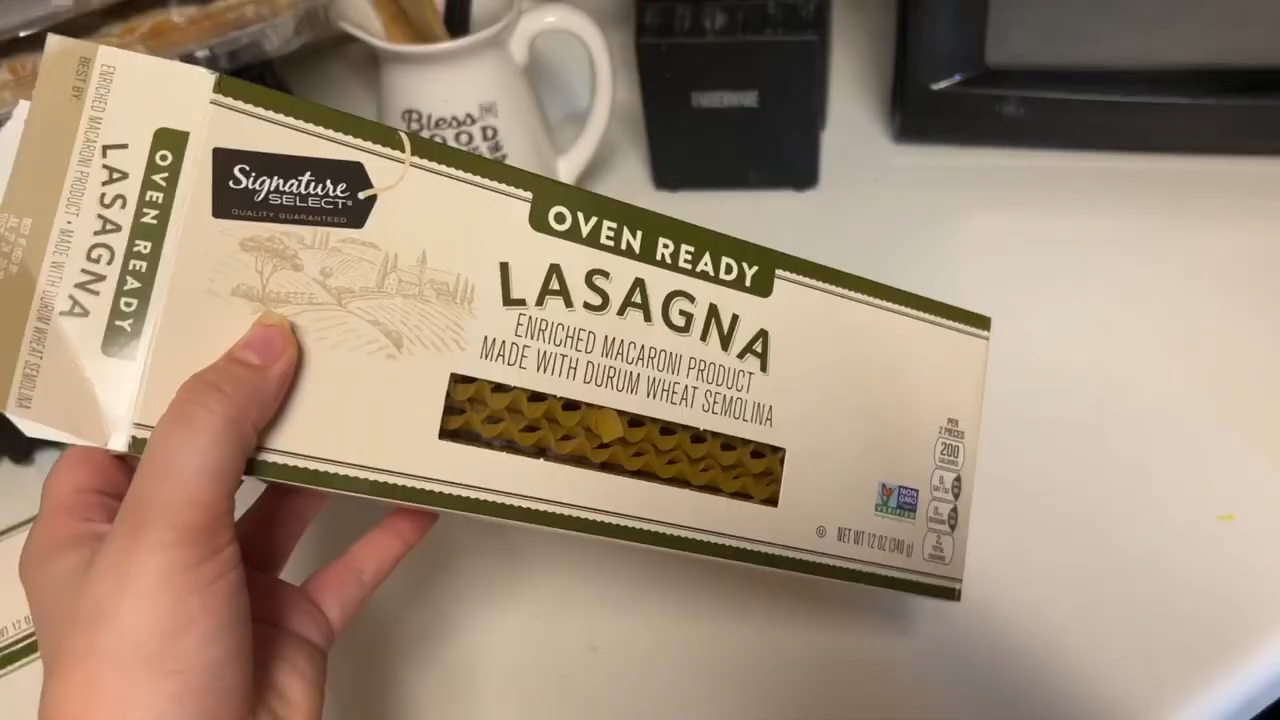 BEST BY:
ENRICHED MACARONI PRODUCT • MADE WITH DURUM WHEAT SEMOLINA
LASAGNA
OVEN READY
Signature
SELECT®
QUALITY GUARANTEED
OVEN READY
LASAGNA
ENRICHED MACARONI PRODUCT
MADE WITH DURUM WHEAT SEMOLINA
PER
2 PIECES
200
CALORIES
NON
GMO
VERIFIED
NET WT 12 OZ (340 g)
Bless